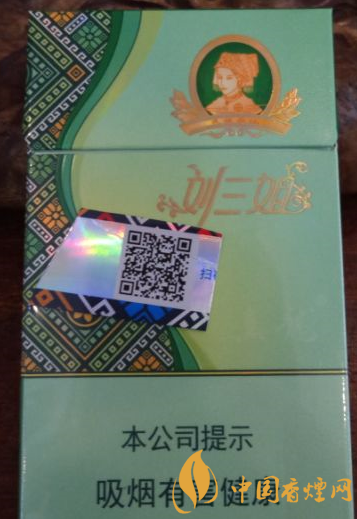 刘三姐
扫
本公司提示
吸烟有害健康
中国香烟网